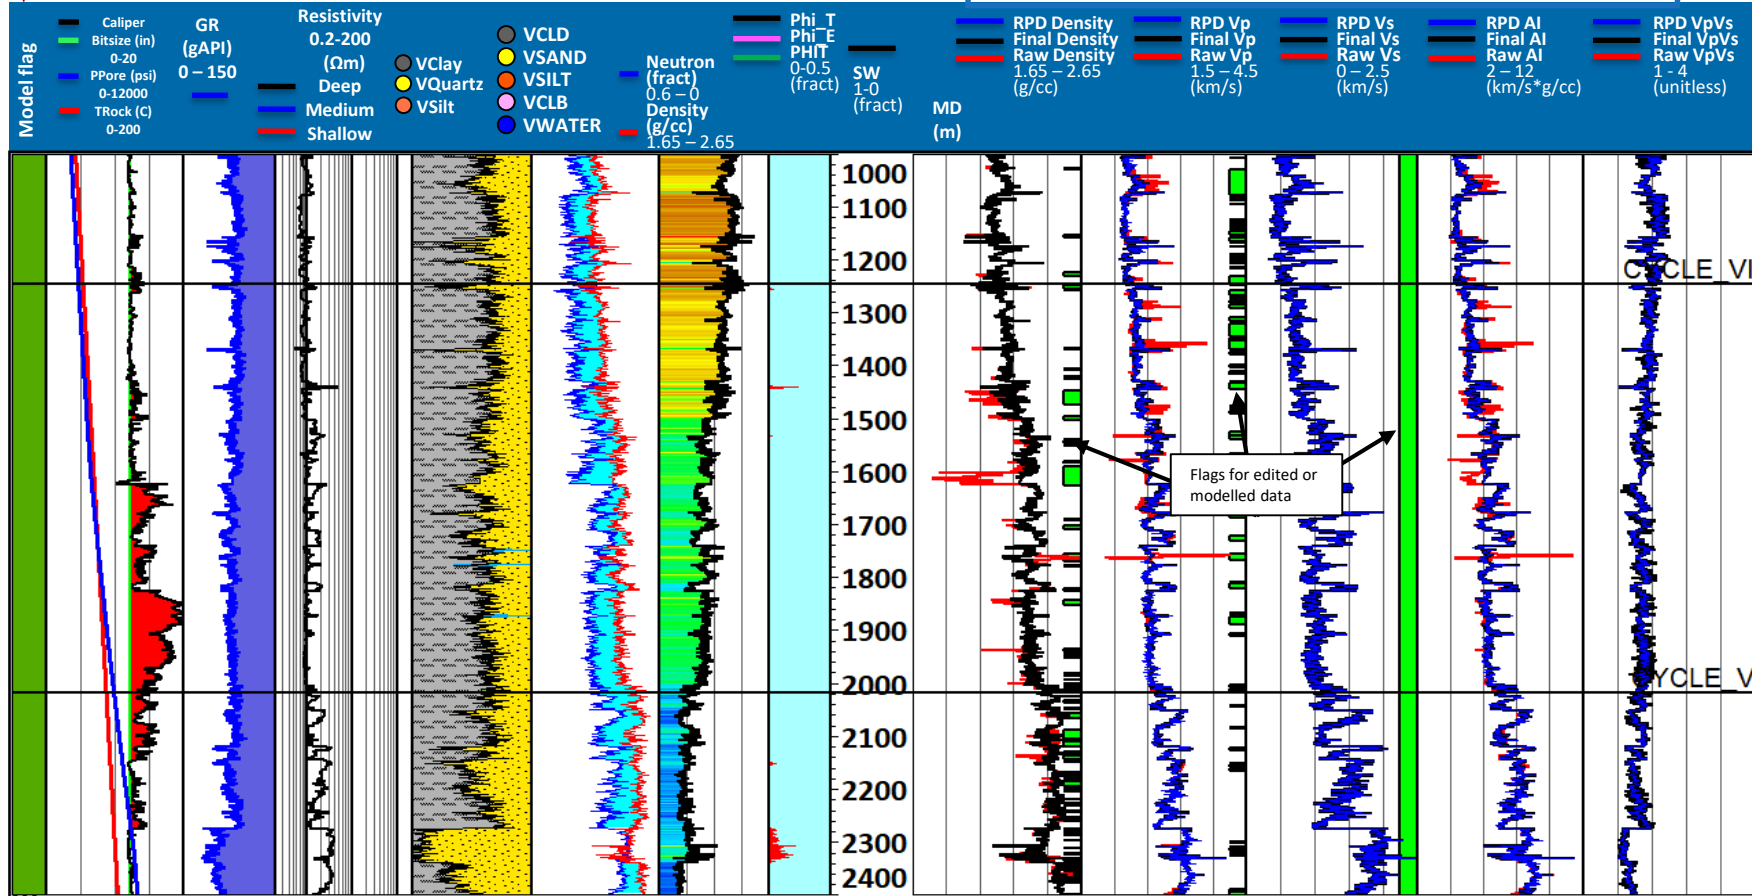 Model flag
Caliper
Bitsize (in)
0-20
PPore (psi)
0-12000
TRock (C)
0-200
GR
(gAPI)
0 – 150
Resistivity
0.2-200
(Ωm)
Deep
Medium
Shallow
VClay
VQuartz
VSilt
VCLD
VSAND
VSILT
VCLB
VWATER
Neutron
(fract)
0.6 – 0
Density
(g/cc)
1.65 – 2.65
Phi_T
Phi_E
PHIT
0-0.5
(fract)
SW
1-0
(fract)
MD
(m)
RPD Density
Final Density
Raw Density
1.65 – 2.65
(g/cc)
RPD Vp
Final Vp
Raw Vp
1.5 – 4.5
(km/s)
RPD Vs
Final Vs
Raw Vs
0 – 2.5
(km/s)
RPD AI
Final AI
Raw AI
2 – 12
(km/s*g/cc)
RPD VpVs
Final VpVs
Raw VpVs
1 - 4
(unitless)
1000
1100
1200
CYCLE_VI
1300
1400
1500
Flags for edited or
modelled data
1600
1700
1800
1900
2000
CYCLE_V
2100
2200
2300
2400